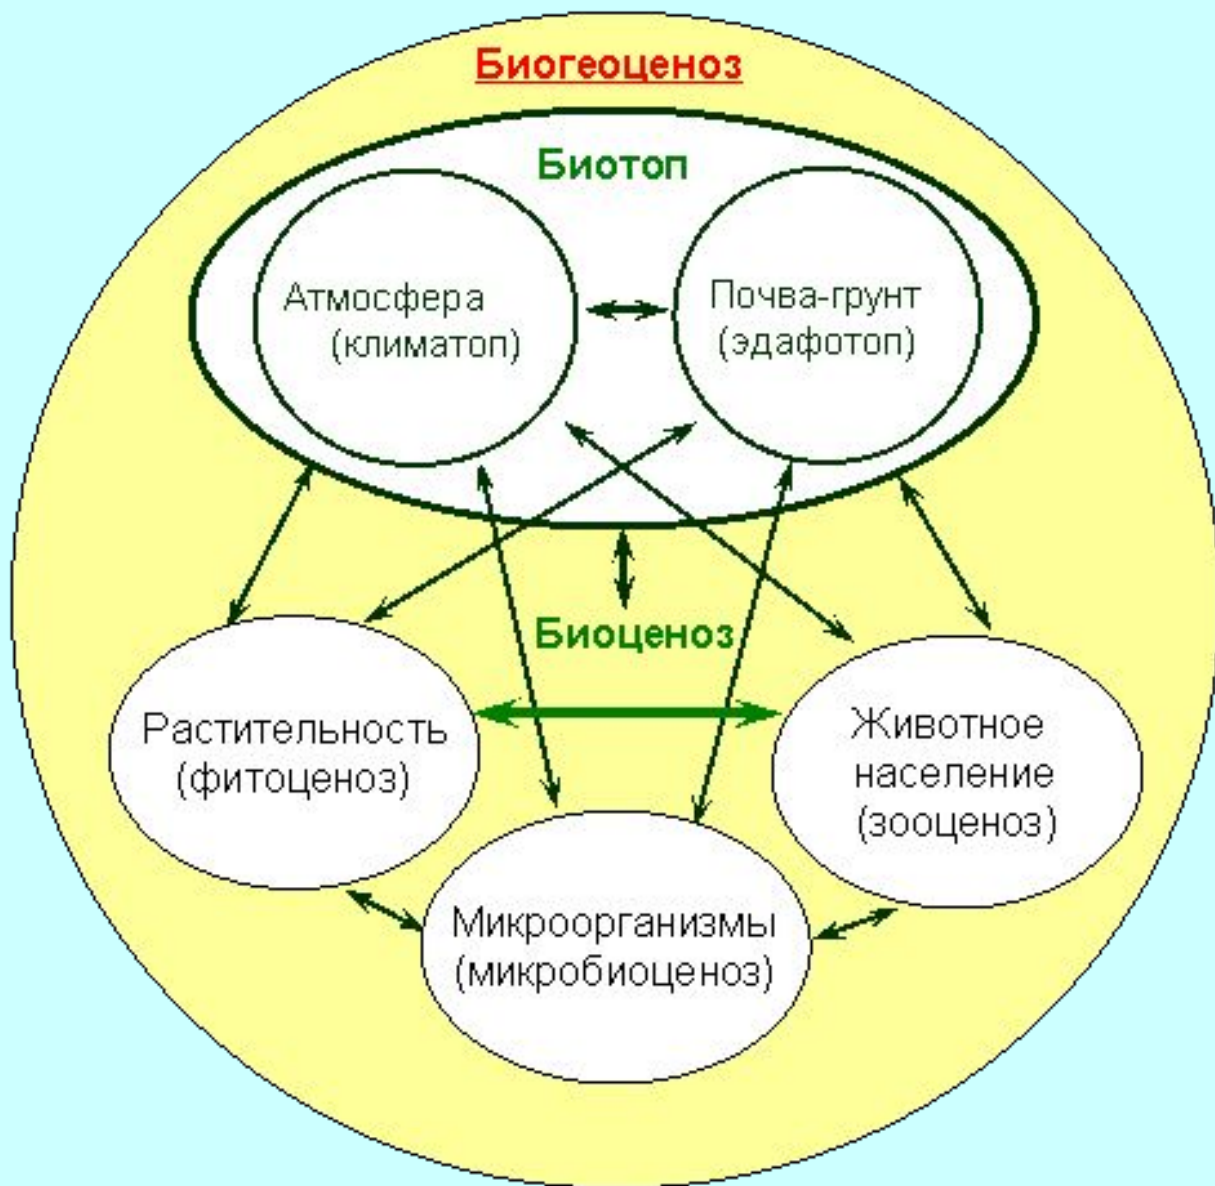 Биогеоценоз
Биотоп
Атмосфера
(климатоп)
Почва-грунт
(эдафотоп)
Биоценоз
Растительность
(фитоценоз)
Животное
население
(зооценоз)
Микроорганизмы
(микробиоценоз)